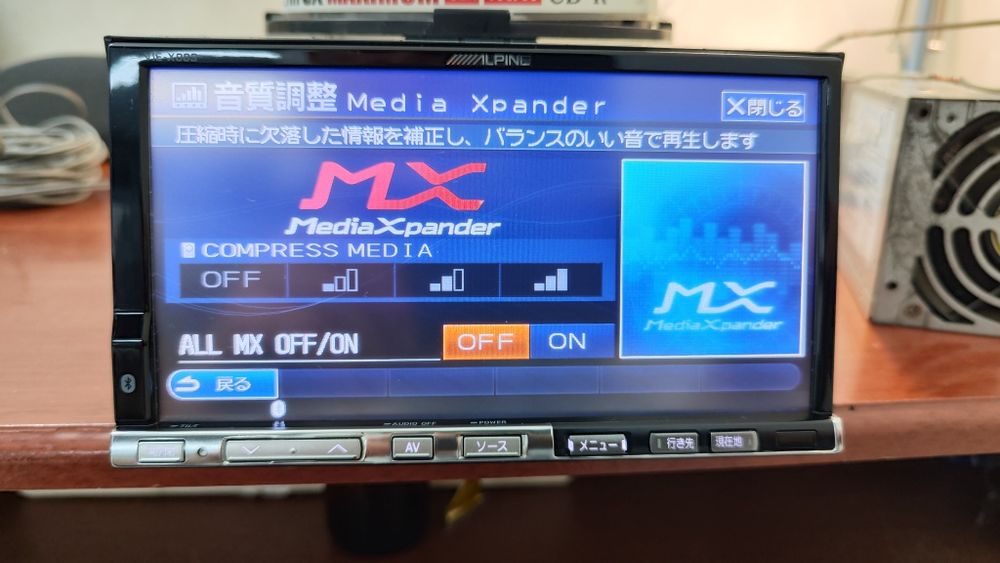 CD-R
ALPINE
音質調整 Media Xpander
×閉じる
圧縮時に欠落した情報を補正し、バランスのいい音で再生します
MX
MediaXpander
COMPRESS MEDIA
OFF
ALL MX OFF/ON
OFF ON
MX
MediaXpander
戻る
TILT
AUDIO OFF
POWER
AV
ソース
メニュー
行き先
現在地